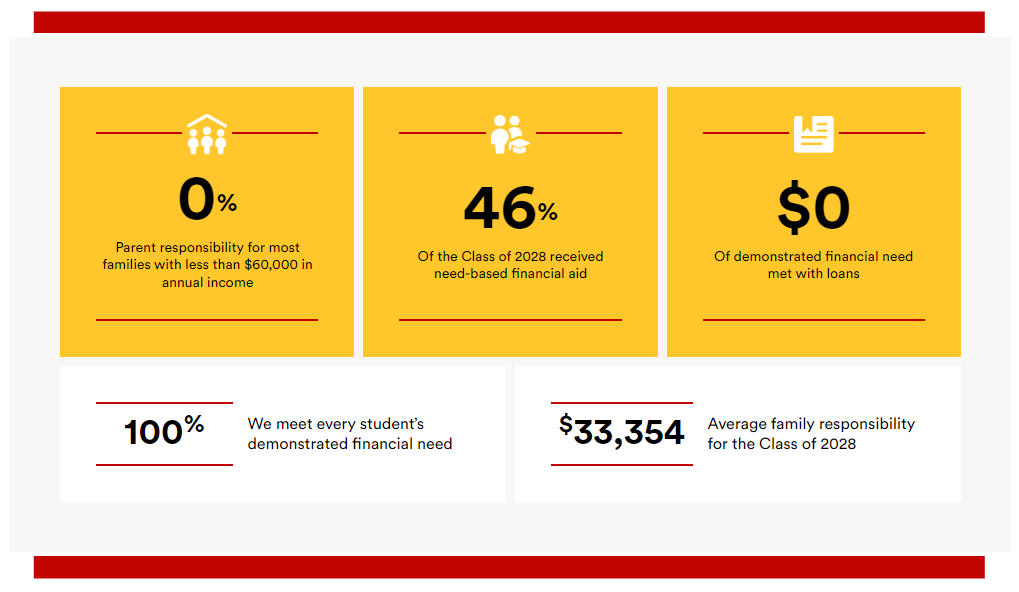 0%
Parent responsibility for most
families with less than $60,000 in
annual income
46%
Of the Class of 2028 received
need-based financial aid
$0
Of demonstrated financial need
met with loans
100%
We meet every student’s
demonstrated financial need
$33,354
Average family responsibility
for the Class of 2028